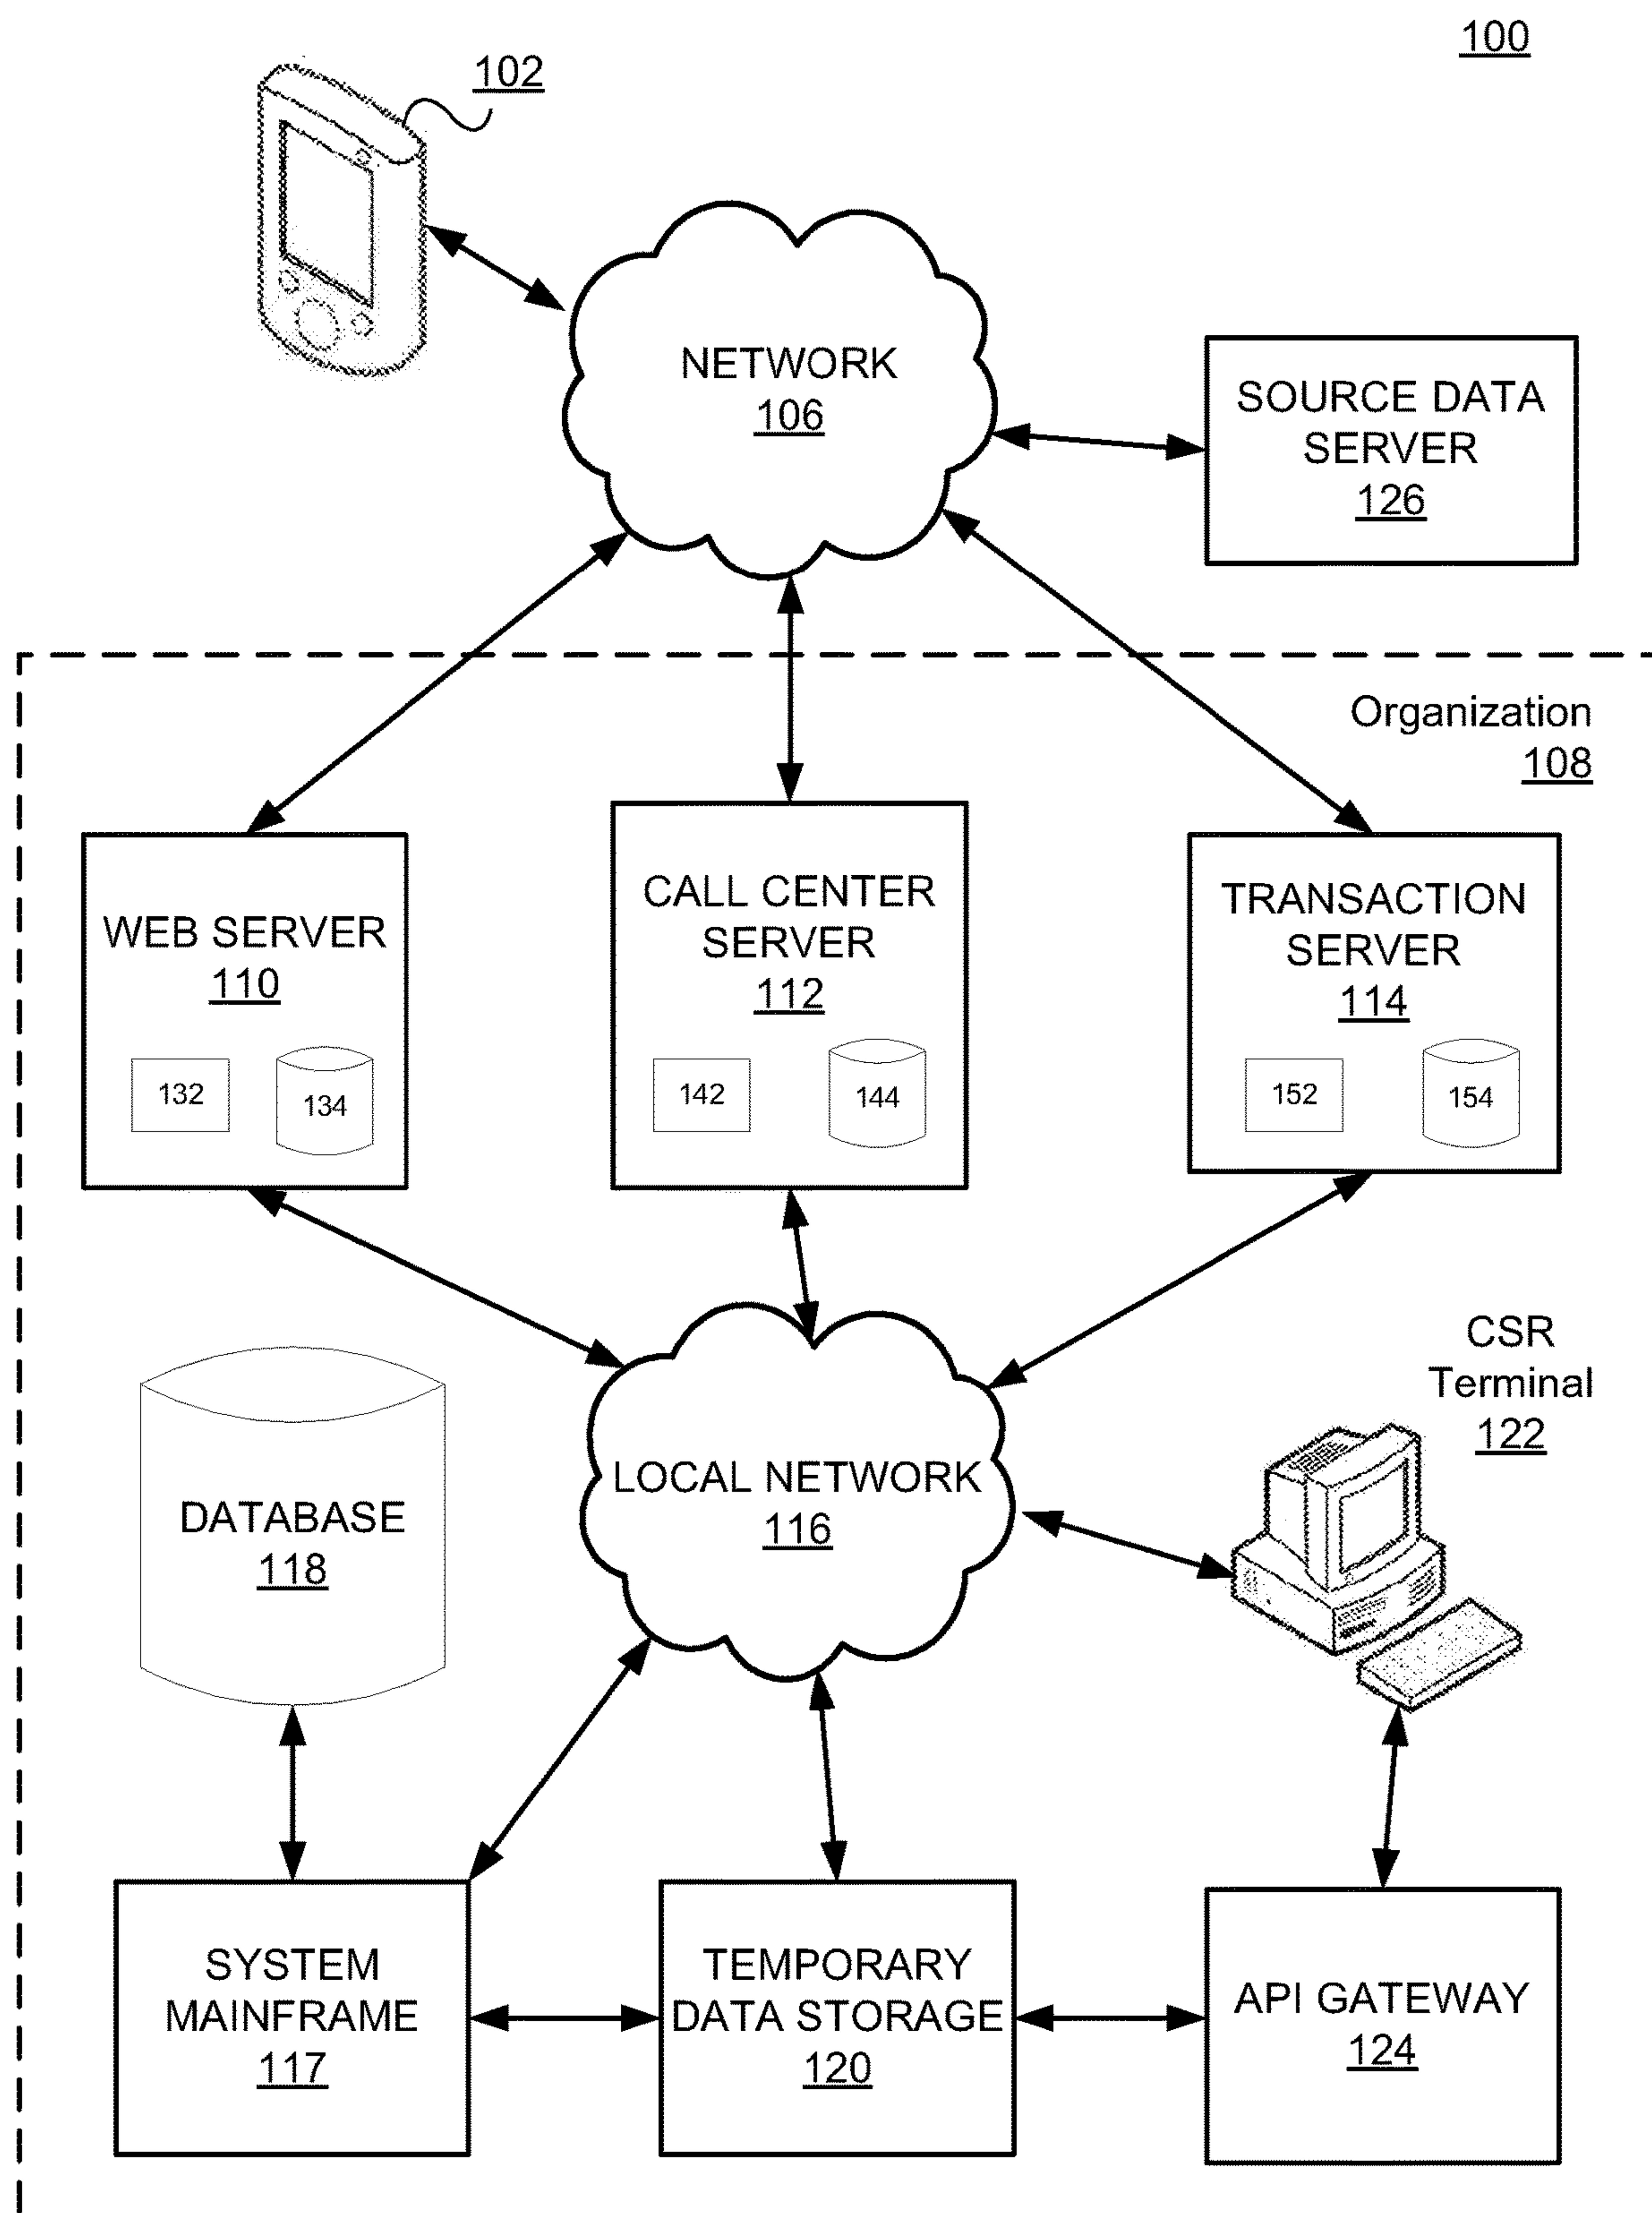 100
102
NETWORK
106
SOURCE DATA
SERVER
126
Organization
108
WEB SERVER
110
132
134
CALL CENTER
SERVER
112
142
144
TRANSACTION
SERVER
114
152
154
CSR
Terminal
122
DATABASE
118
LOCAL NETWORK
116
SYSTEM
MAINFRAME
117
TEMPORARY
DATA STORAGE
120
API GATEWAY
124